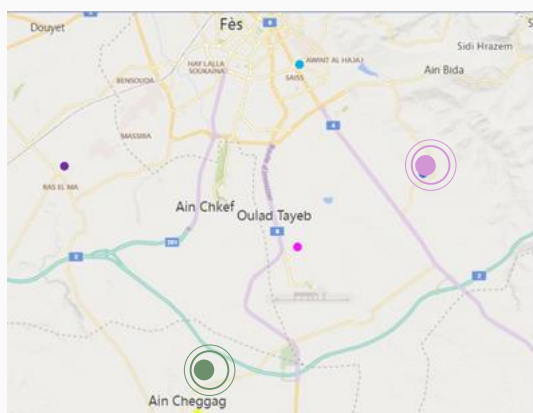 Fès
Douyet
Sidi Hrazem
HAY LALLA
SOUKAINA
AWINT AL HAJAJ
SAISS
Ain Bida
BENSOUDA
MASSIRA
RAS EL MA
Ain Chkef
Oulad Tayeb
Ain Cheggag